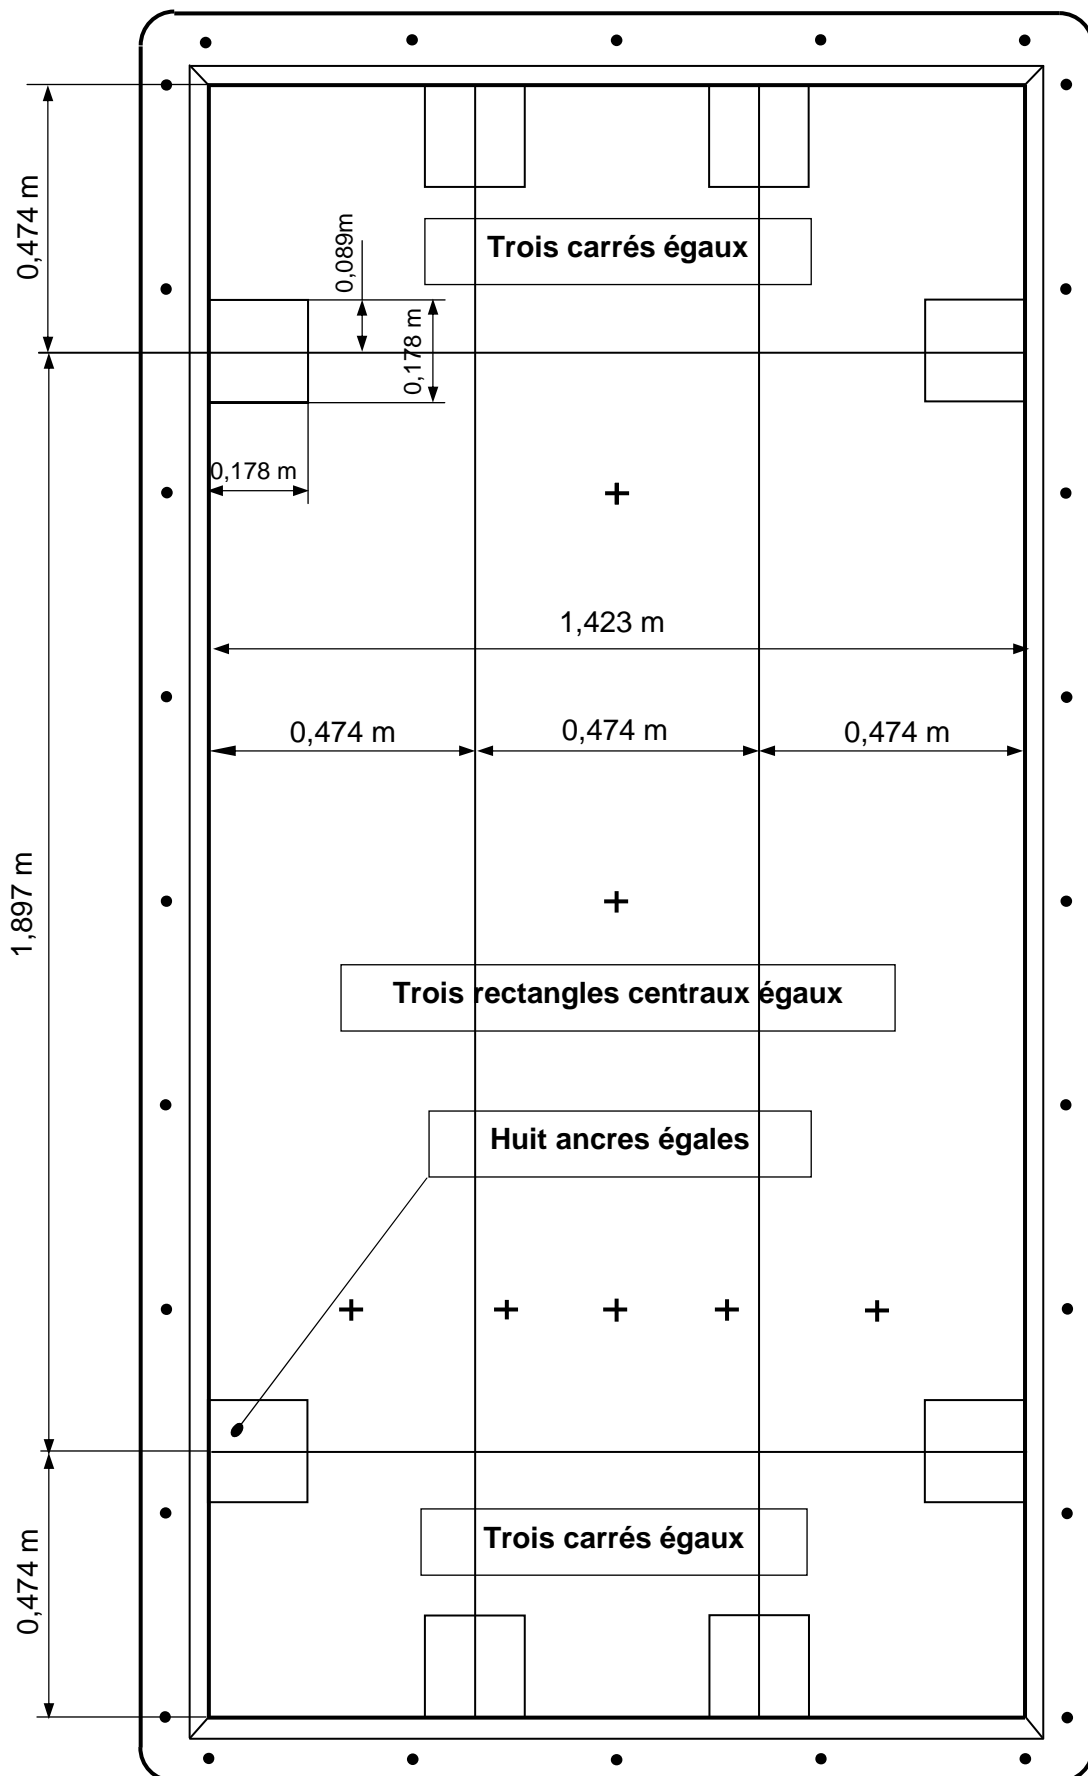 0,474 m
Trois carrés égaux
0,089m
0,178 m
0,178 m
1,423 m
0,474 m
0,474 m
0,474 m
1,897 m
Trois rectangles centraux égaux
Huit ancres égales
Trois carrés égaux
0,474 m